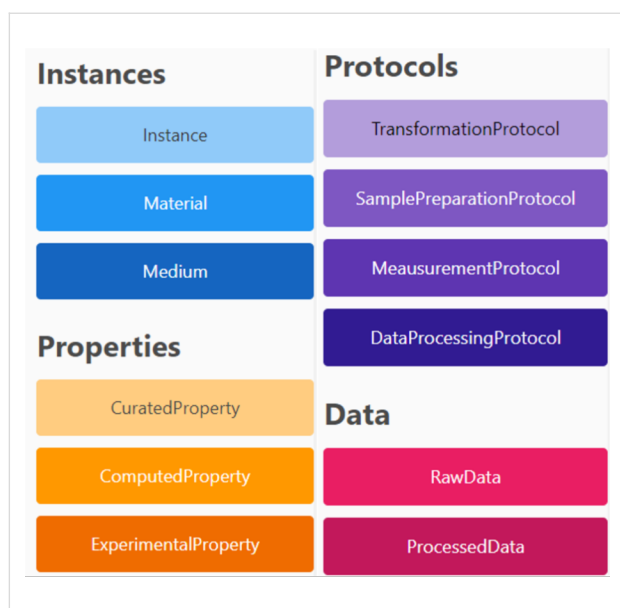 Instances
Instance
Material
Medium
Properties
CuratedProperty
ComputedProperty
ExperimentalProperty
Protocols
TransformationProtocol
SamplePreparationProtocol
MeausurementProtocol
DataProcessingProtocol
Data
RawData
ProcessedData